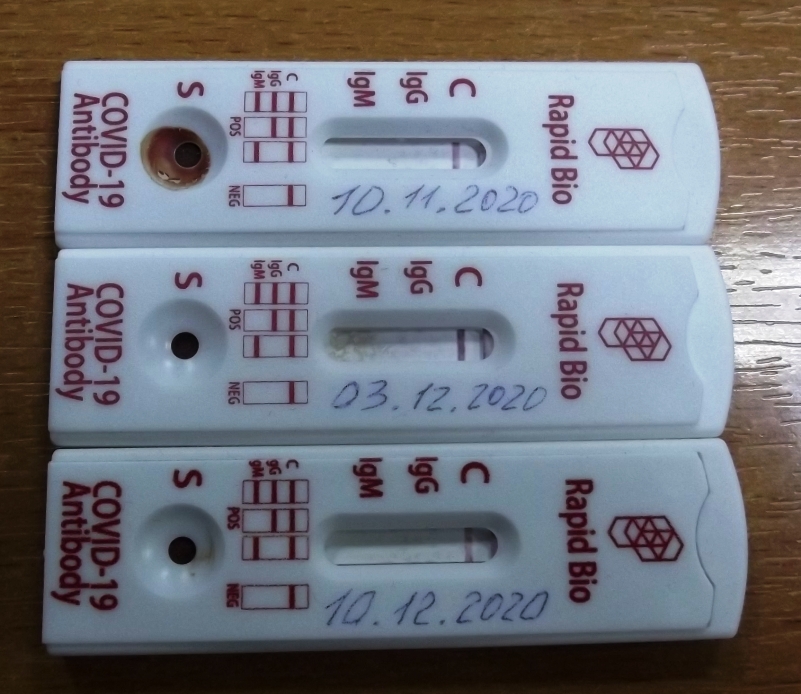 COVID-19
Antibody
S
IgM
IgG
C
POS
NEG
IgM
IgG
C
Rapid Bio
10.11.2020
COVID-19
Antibody
S
IgM
IgG
C
POS
NEG
IgM
IgG
C
Rapid Bio
03.12.2020
COVID-19
Antibody
S
gM
gG
C
POS
NEG
IgM
IgG
C
Rapid Bio
10.12.2020